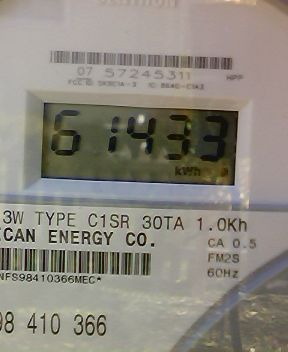 07 57245311 HPP
61433
kWh
3W TYPE C1SR 30TA 1.0Kh
CAN ENERGY CO.
CA 0.5
FM2S
60Hz
NFS98410366MEC*
98 410 366